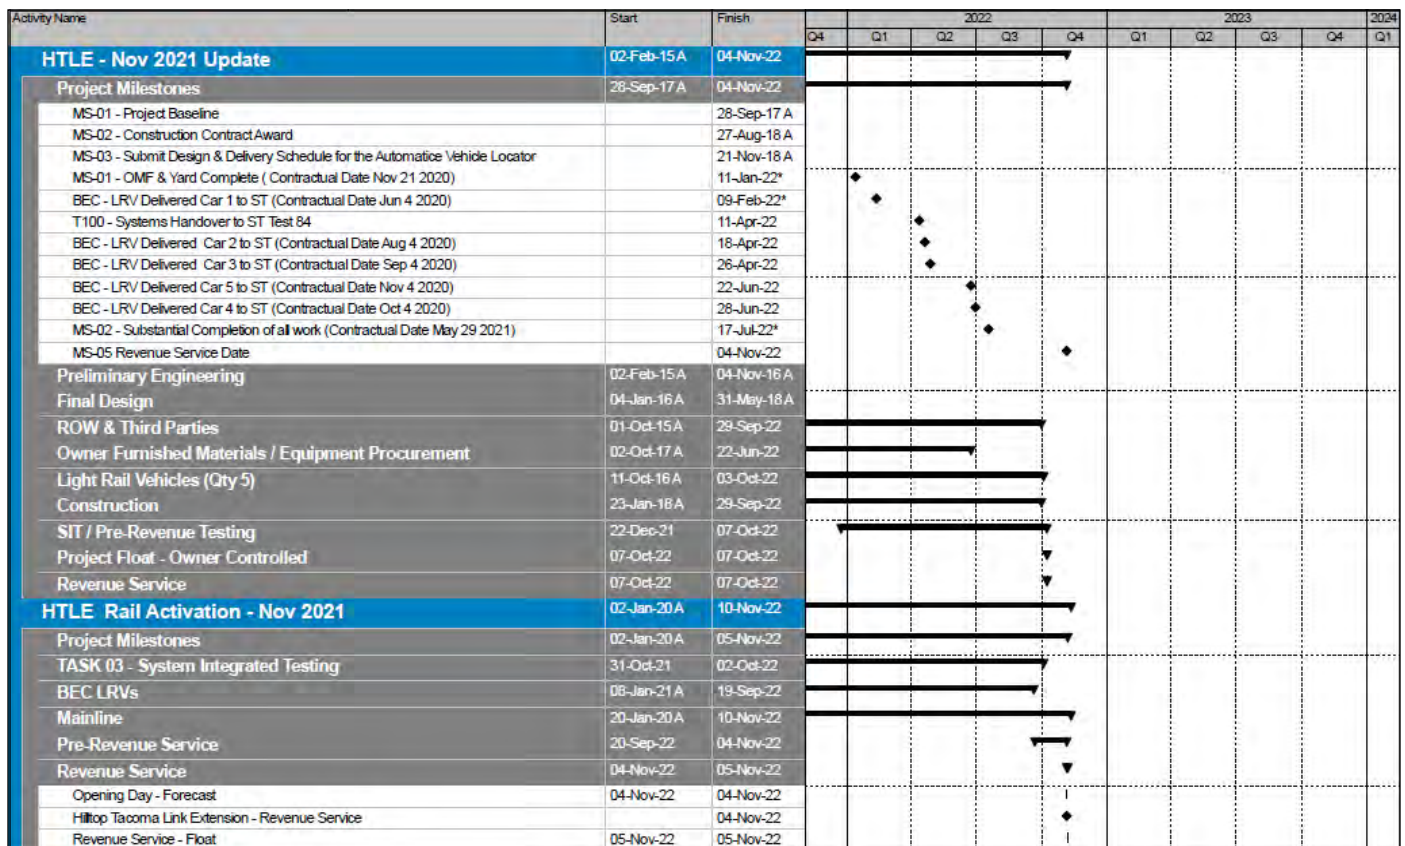 Activity Name Start Finish 2022 2023 2024
Q4 Q1 Q2 Q3 Q4 Q1 Q2 Q3 Q4 Q1
HTLE - Nov 2021 Update 02-Feb-15 A 04-Nov-22
Project Milestones 28-Sep-17 A 04-Nov-22
MS-01 - Project Baseline 28-Sep-17 A
MS-02 - Construction Contract Award 27-Aug-18 A
MS-03 - Submit Design & Delivery Schedule for the Automatice Vehicle Locator 21-Nov-18 A
MS-01 - OMF & Yard Complete ( Contractual Date Nov 21 2020) 11-Jan-22*
BEC - LRV Delivered Car 1 to ST (Contractual Date Jun 4 2020) 09-Feb-22*
T100 - Systems Handover to ST Test 84 11-Apr-22
BEC - LRV Delivered Car 2 to ST (Contractual Date Aug 4 2020) 18-Apr-22
BEC - LRV Delivered Car 3 to ST (Contractual Date Sep 4 2020) 26-Apr-22
BEC - LRV Delivered Car 5 to ST (Contractual Date Nov 4 2020) 22-Jun-22
BEC - LRV Delivered Car 4 to ST (Contractual Date Oct 4 2020) 28-Jun-22
MS-02 - Substantial Completion of all work (Contractual Date May 29 2021) 17-Jul-22*
MS-05 Revenue Service Date 04-Nov-22
Preliminary Engineering 02-Feb-15 A 04-Nov-16 A
Final Design 04-Jan-16 A 31-May-18 A
ROW & Third Parties 01-Oct-15 A 29-Sep-22
Owner Furnished Materials / Equipment Procurement 02-Oct-17 A 22-Jun-22
Light Rail Vehicles (Qty 5) 11-Oct-16 A 03-Oct-22
Construction 23-Jan-18 A 29-Sep-22
SIT / Pre-Revenue Testing 22-Dec-21 07-Oct-22
Project Float - Owner Controlled 07-Oct-22 07-Oct-22
Revenue Service 07-Oct-22 07-Oct-22
HTLE Rail Activation - Nov 2021 02-Jan-20 A 10-Nov-22
Project Milestones 02-Jan-20 A 05-Nov-22
TASK 03 - System Integrated Testing 31-Oct-21 02-Oct-22
BEC LRVs 08-Jan-21 A 19-Sep-22
Mainline 20-Jan-20 A 10-Nov-22
Pre-Revenue Service 20-Sep-22 04-Nov-22
Revenue Service 04-Nov-22 05-Nov-22
Opening Day - Forecast 04-Nov-22 04-Nov-22
Hilltop Tacoma Link Extension - Revenue Service 04-Nov-22
Revenue Service - Float 05-Nov-22 05-Nov-22